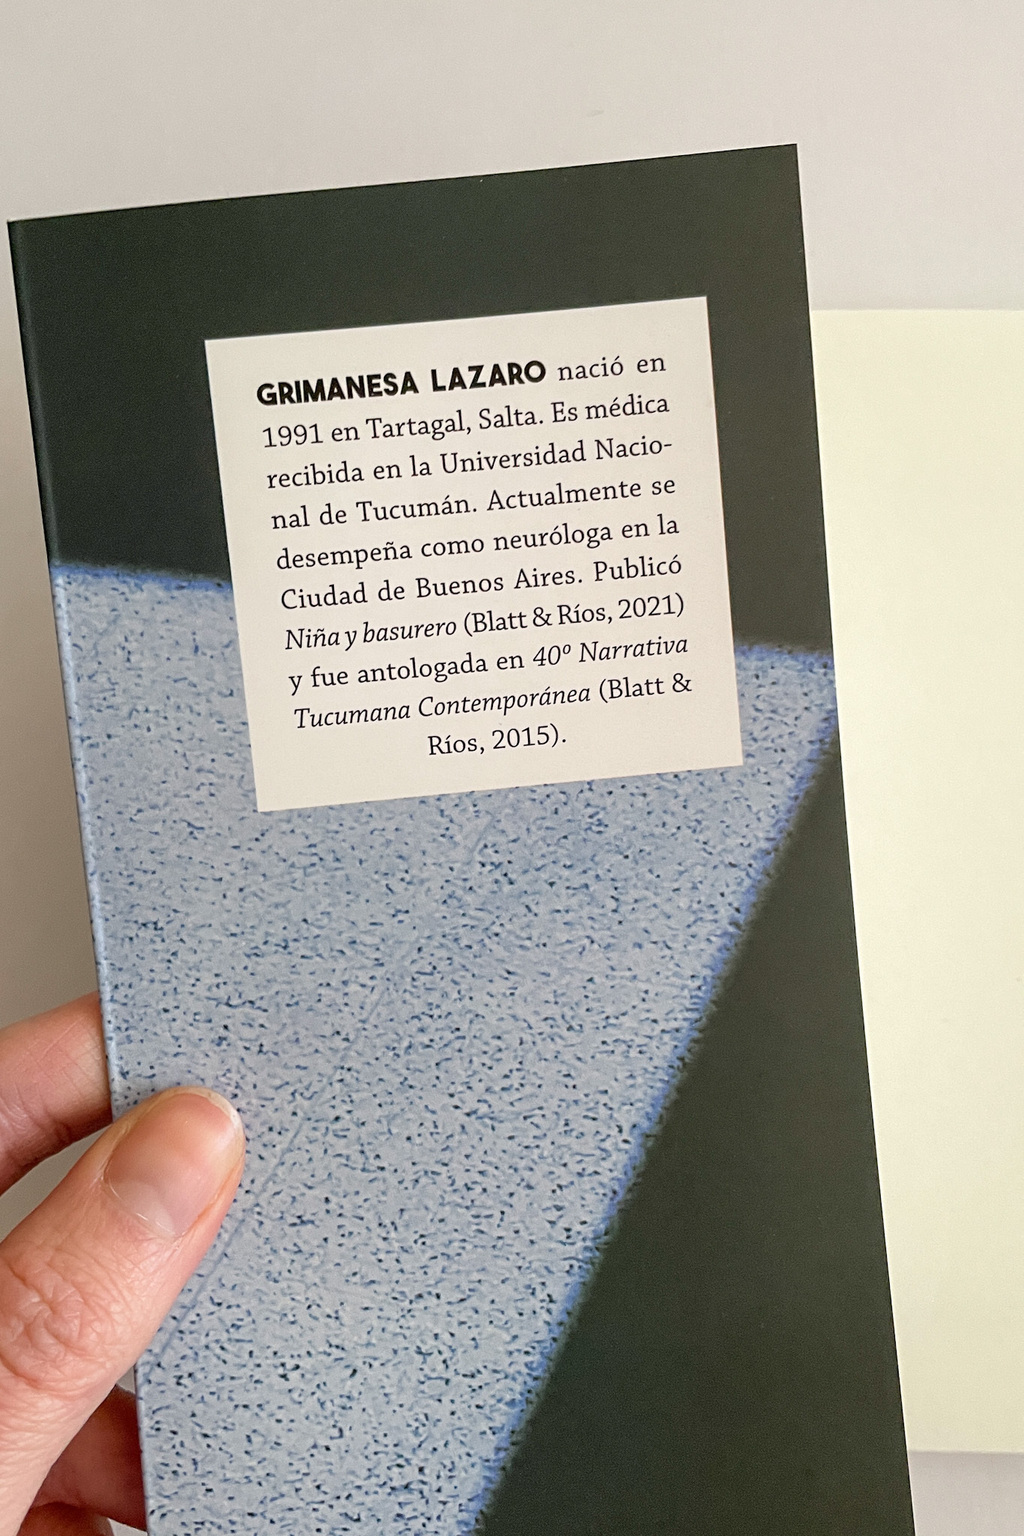 GRIMANESA LAZARO nació en
1991 en Tartagal, Salta. Es médica
recibida en la Universidad Nacio-
nal de Tucumán. Actualmente se
desempeña como neuróloga en la
Ciudad de Buenos Aires. Publicó
Niña y basurero (Blatt & Ríos, 2021)
y fue antologada en 40º Narrativa
Tucumana Contemporánea (Blatt &
Ríos, 2015).